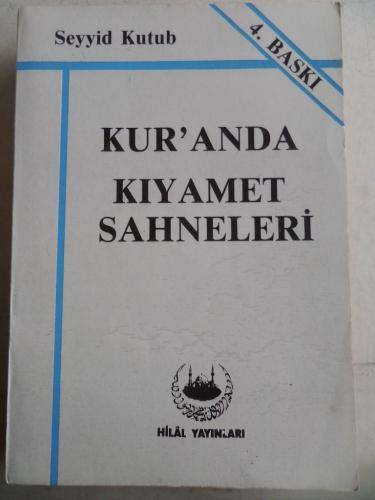 Seyyid Kutub
4. BASKI
KUR'ANDA
KIYAMET
SAHNELERİ
HİLÂL YAYINLARI